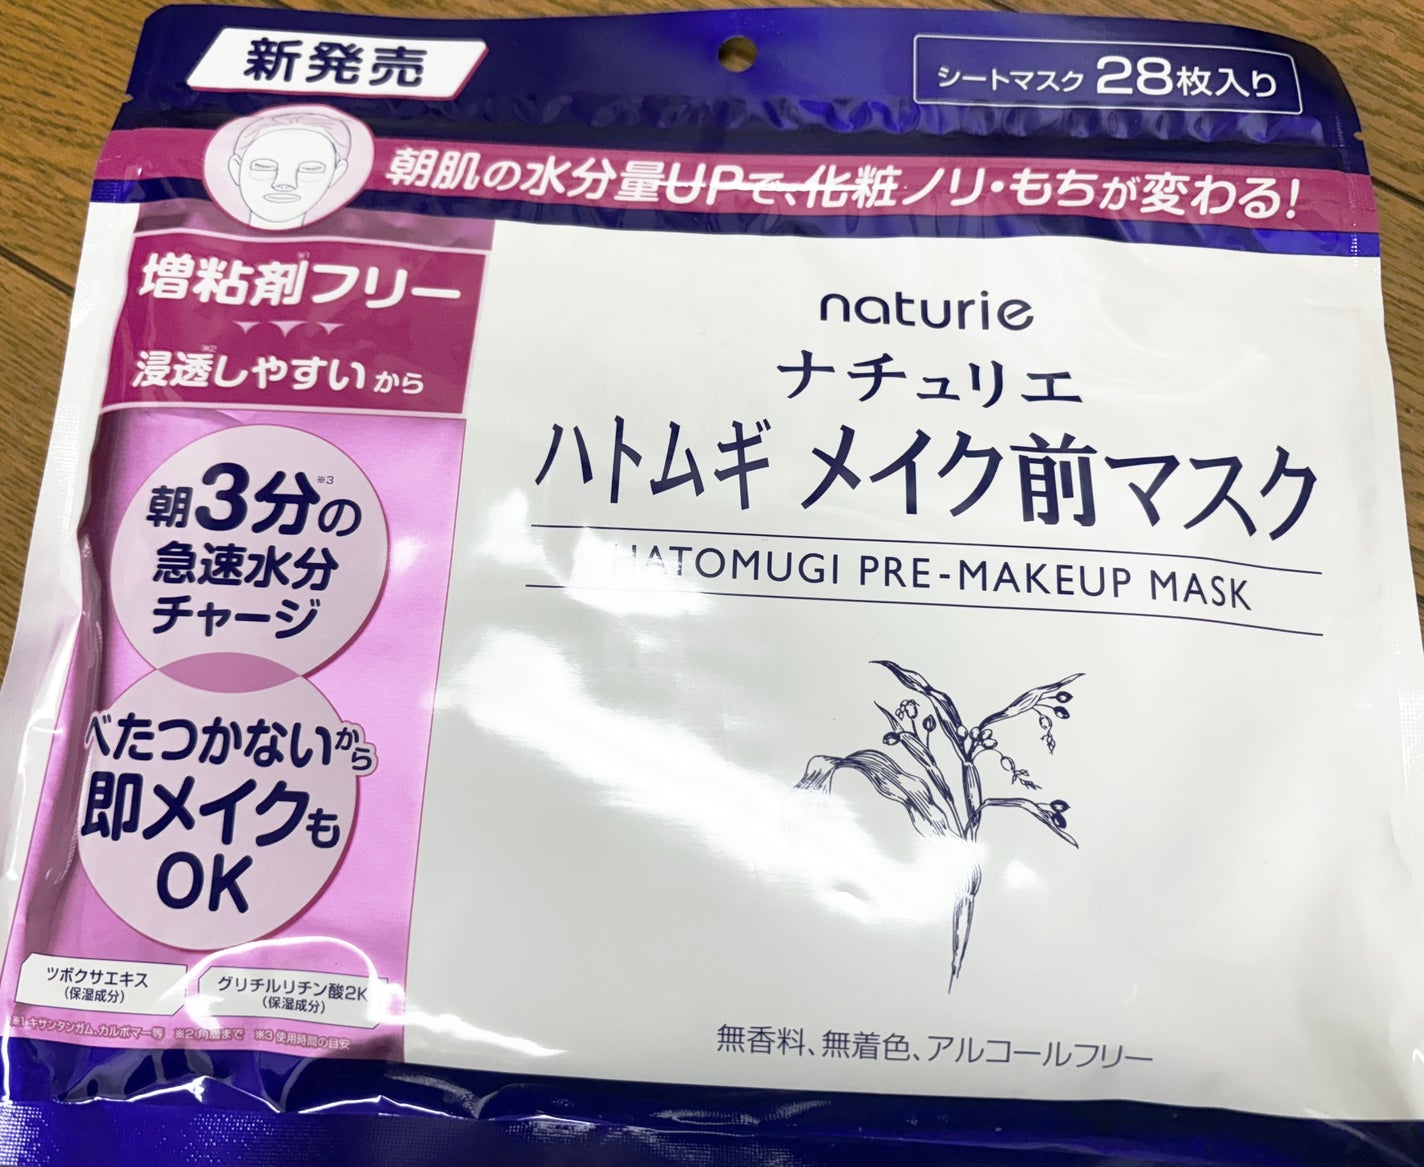 新発売
シートマスク 28枚入り
朝肌の水分量UPで、化粧ノリ・もちが変わる!
増粘剤フリー※1
浸透※2しやすいから
朝3分※3の
急速水分
チャージ
べたつかないから
即メイクも
OK
ツボクサエキス
(保湿成分)
グリチルリチン酸2K
(保湿成分)
※1 キサンタンガム、カルボマー等 ※2 角層まで ※3 使用時間の目安
naturie
ナチュリエ
ハトムギ メイク前マスク
HATOMUGI PRE-MAKEUP MASK
無香料、無着色、アルコールフリー